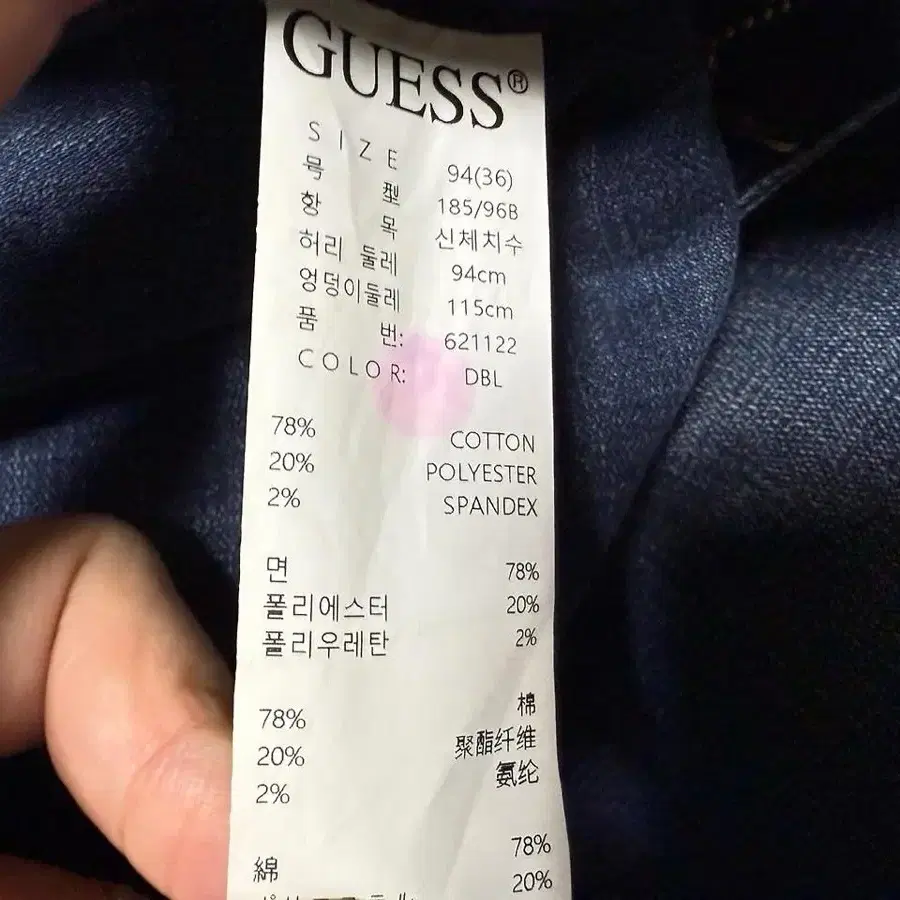 GUESS®
SIZE 94(36)
号型 185/96B
항목 신체치수
허리 둘레 94cm
엉덩이둘레 115cm
품번: 621122
COLOR: DBL
78% COTTON
20% POLYESTER
2% SPANDEX
면 78%
폴리에스터 20%
폴리우레탄 2%
78% 棉
20% 聚酯纤维
2% 氨纶
綿 78%
20%